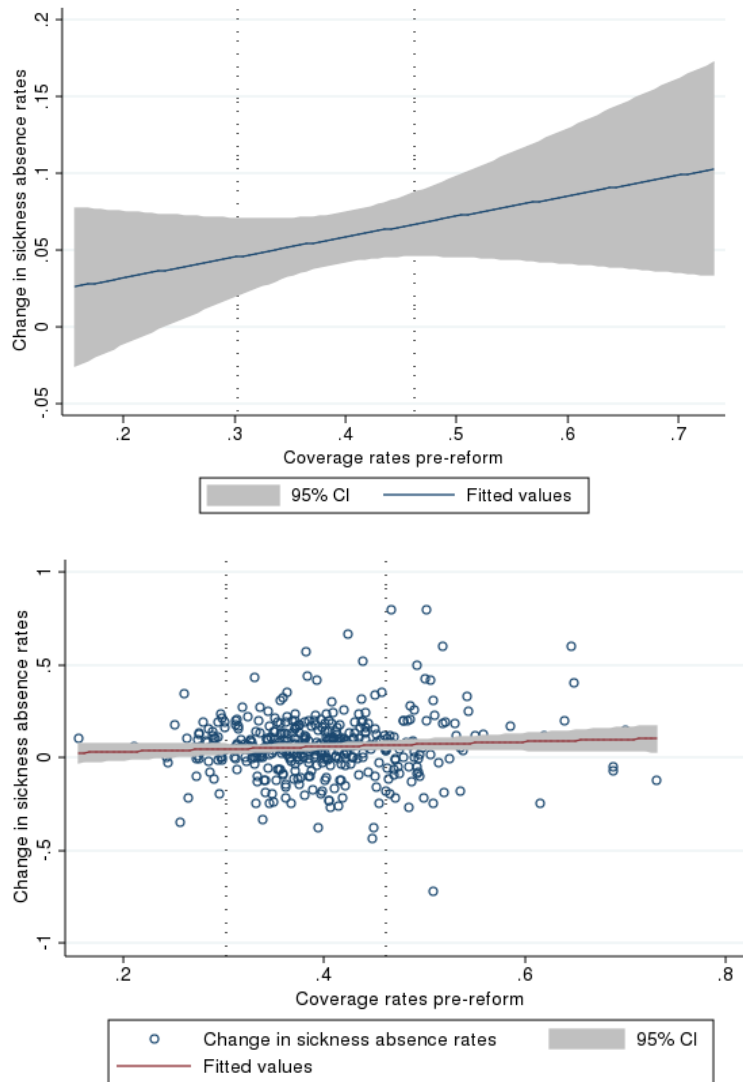 .2
.15
.1
.05
0
-.05
Change in sickness absence rates
.2 .3 .4 .5 .6 .7
Coverage rates pre-reform
95% CI Fitted values
1
.5
0
-.5
-1
Change in sickness absence rates
.2 .4 .6 .8
Coverage rates pre-reform
Change in sickness absence rates 95% CI
Fitted values